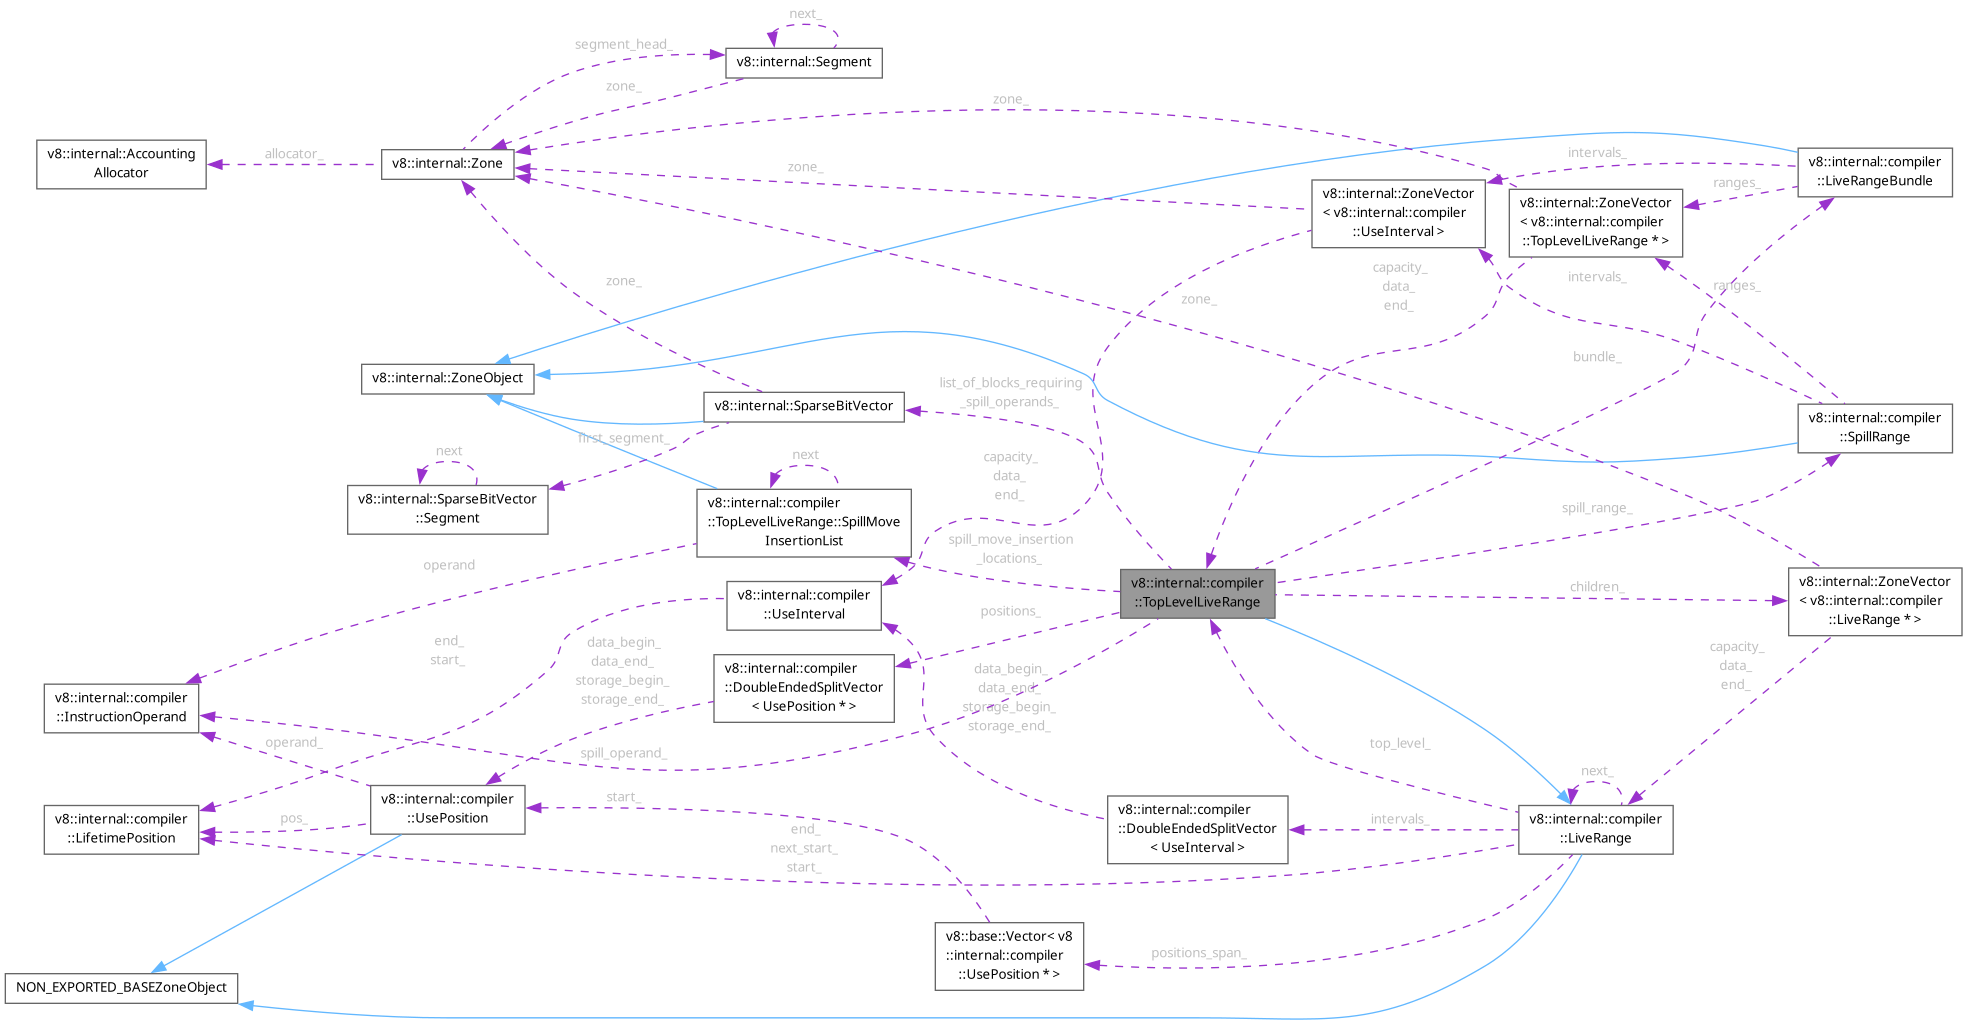 next_
segment_head_
v8::internal::Segment
zone_
zone_
v8::internal::Accounting
Allocator
allocator_
v8::internal::Zone
zone_
intervals_
v8::internal::compiler
::LiveRangeBundle
ranges_
v8::internal::ZoneVector
< v8::internal::compiler
::UseInterval >
v8::internal::ZoneVector
< v8::internal::compiler
::TopLevelLiveRange * >
zone_
capacity_
data_
end_
intervals_
ranges_
zone_
bundle_
v8::internal::ZoneObject
list_of_blocks_requiring
_spill_operands_
v8::internal::SparseBitVector
v8::internal::compiler
::SpillRange
first_segment_
next
next
capacity_
data_
end_
v8::internal::SparseBitVector
::Segment
v8::internal::compiler
::TopLevelLiveRange::SpillMove
InsertionList
spill_range_
spill_move_insertion
_locations_
operand
v8::internal::compiler
::TopLevelLiveRange
children_
v8::internal::ZoneVector
< v8::internal::compiler
::LiveRange * >
v8::internal::compiler
::UseInterval
positions_
end_
start_
data_begin_
data_end_
storage_begin_
storage_end_
v8::internal::compiler
::DoubleEndedSplitVector
< UsePosition * >
data_begin_
data_end_
storage_begin_
storage_end_
capacity_
data_
end_
v8::internal::compiler
::InstructionOperand
operand_
spill_operand_
top_level_
next_
v8::internal::compiler
::LifetimePosition
pos_
v8::internal::compiler
::UsePosition
start_
end_
next_start_
start_
v8::internal::compiler
::DoubleEndedSplitVector
< UseInterval >
intervals_
v8::internal::compiler
::LiveRange
v8::base::Vector< v8
::internal::compiler
::UsePosition * >
positions_span_
NON_EXPORTED_BASEZoneObject